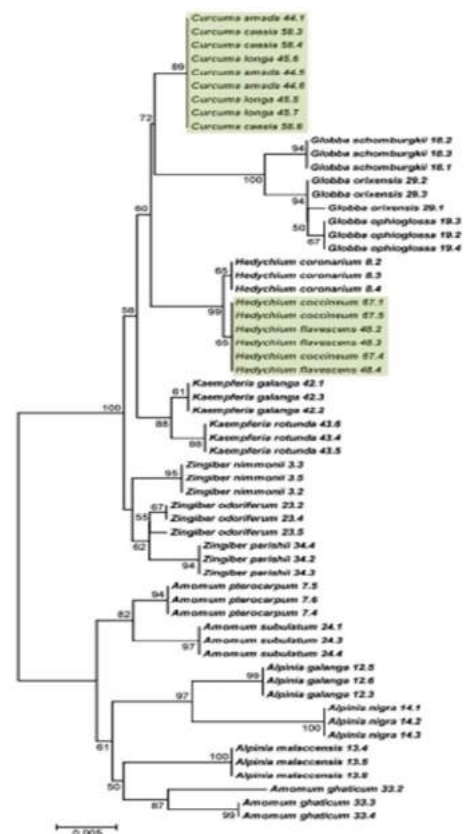 Curcuma amada 44.1
Curcuma caesia 58.3
Curcuma caesia 58.4
Curcuma longa 45.6
Curcuma amada 44.5
Curcuma amada 44.6
Curcuma longa 45.5
Curcuma longa 45.7
Curcuma caesia 58.6
89
72
Globba schomburgkii 18.2
94
Globba schomburgkii 18.3
Globba schomburgkii 18.1
100
Globba orixensis 29.2
94
Globba orixensis 29.3
Globba orixensis 29.1
60
50
Globba ophioglossa 19.3
67
Globba ophioglossa 19.2
Globba ophioglossa 19.4
65
Hedychium coronarium 8.2
Hedychium coronarium 8.3
Hedychium coronarium 8.4
58
99
Hedychium coccineum 67.1
Hedychium coccineum 67.5
Hedychium flavescens 48.2
65
Hedychium flavescens 48.3
Hedychium coccineum 67.4
Hedychium flavescens 48.4
61
Kaempferia galanga 42.1
Kaempferia galanga 42.3
100
Kaempferia galanga 42.2
88
Kaempferia rotunda 43.6
Kaempferia rotunda 43.4
88
Kaempferia rotunda 43.5
95
Zingiber nimmonii 3.3
Zingiber nimmonii 3.5
Zingiber nimmonii 3.2
67
Zingiber odoriferum 23.2
55
Zingiber odoriferum 23.4
Zingiber odoriferum 23.5
62
Zingiber parishii 34.4
94
Zingiber parishii 34.2
Zingiber parishii 34.3
94
Amomum pterocarpum 7.5
Amomum pterocarpum 7.6
82
Amomum pterocarpum 7.4
Amomum subulatum 24.1
97
Amomum subulatum 24.3
Amomum subulatum 24.4
99
Alpinia galanga 12.5
97
Alpinia galanga 12.6
Alpinia galanga 12.3
Alpinia nigra 14.1
100
Alpinia nigra 14.2
61
Alpinia nigra 14.3
100
Alpinia malaccensis 13.4
Alpinia malaccensis 13.5
50
Alpinia malaccensis 13.6
Amomum ghaticum 33.2
87
Amomum ghaticum 33.3
99
Amomum ghaticum 33.4
0.005